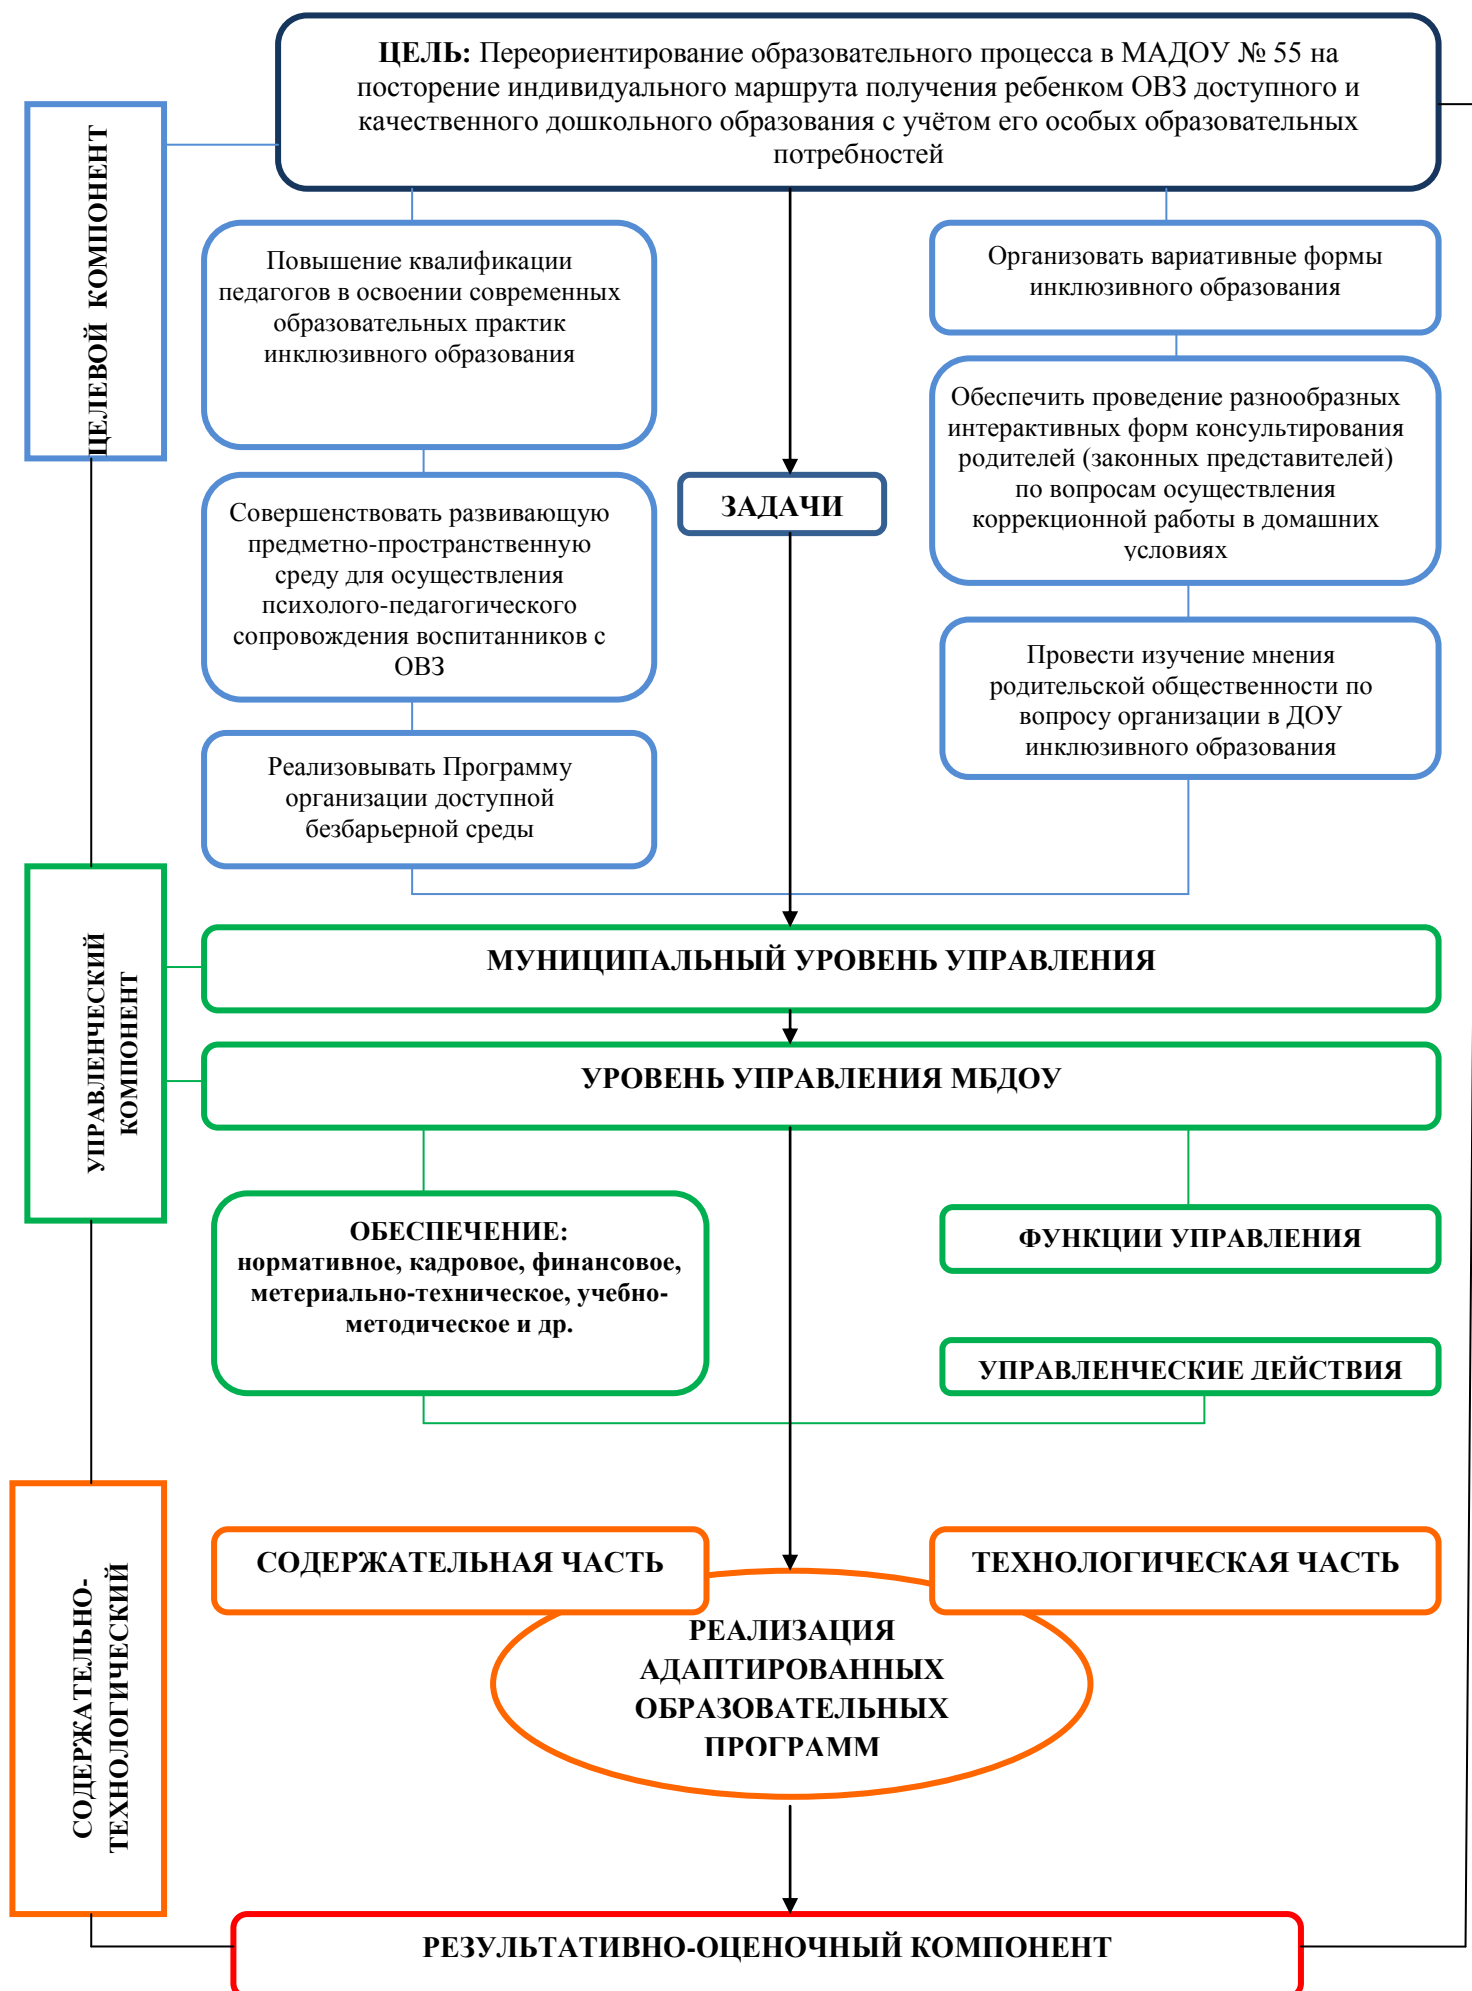 ЦЕЛЬ: Переориентирование образовательного процесса в МАДОУ № 55 на
посторение индивидуального маршрута получения ребенком ОВЗ доступного и
качественного дошкольного образования с учётом его особых образовательных
потребностей
ЦЕЛЕВОЙ КОМПОНЕНТ
Повышение квалификации
педагогов в освоении современных
образовательных практик
инклюзивного образования
Организовать вариативные формы
инклюзивного образования
Обеспечить проведение разнообразных
интерактивных форм консультирования
родителей (законных представителей)
по вопросам осуществления
коррекционной работы в домашних
условиях
ЗАДАЧИ
Совершенствовать развивающую
предметно-пространственную
среду для осуществления
психолого-педагогического
сопровождения воспитанников с
ОВЗ
Провести изучение мнения
родительской общественности по
вопросу организации в ДОУ
инклюзивного образования
Реализовывать Программу
организации доступной
безбарьерной среды
УПРАВЛЕНЧЕСКИЙ
КОМПОНЕНТ
МУНИЦИПАЛЬНЫЙ УРОВЕНЬ УПРАВЛЕНИЯ
УРОВЕНЬ УПРАВЛЕНИЯ МБДОУ
ОБЕСПЕЧЕНИЕ:
нормативное, кадровое, финансовое,
метериально-техническое, учебно-
методическое и др.
ФУНКЦИИ УПРАВЛЕНИЯ
УПРАВЛЕНЧЕСКИЕ ДЕЙСТВИЯ
СОДЕРЖАТЕЛЬНО-
ТЕХНОЛОГИЧЕСКИЙ
СОДЕРЖАТЕЛЬНАЯ ЧАСТЬ
ТЕХНОЛОГИЧЕСКАЯ ЧАСТЬ
РЕАЛИЗАЦИЯ
АДАПТИРОВАННЫХ
ОБРАЗОВАТЕЛЬНЫХ
ПРОГРАММ
РЕЗУЛЬТАТИВНО-ОЦЕНОЧНЫЙ КОМПОНЕНТ